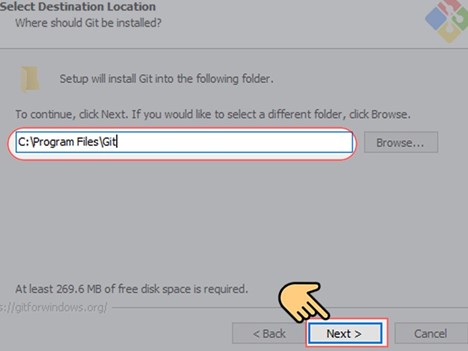 Select Destination Location
Where should Git be installed?
Setup will install Git into the following folder.
To continue, click Next. If you would like to select a different folder, click Browse.
C:\Program Files\Git
Browse...
At least 269.6 MB of free disk space is required.
s://gitforwindows.org/
< Back
Next >
Cancel